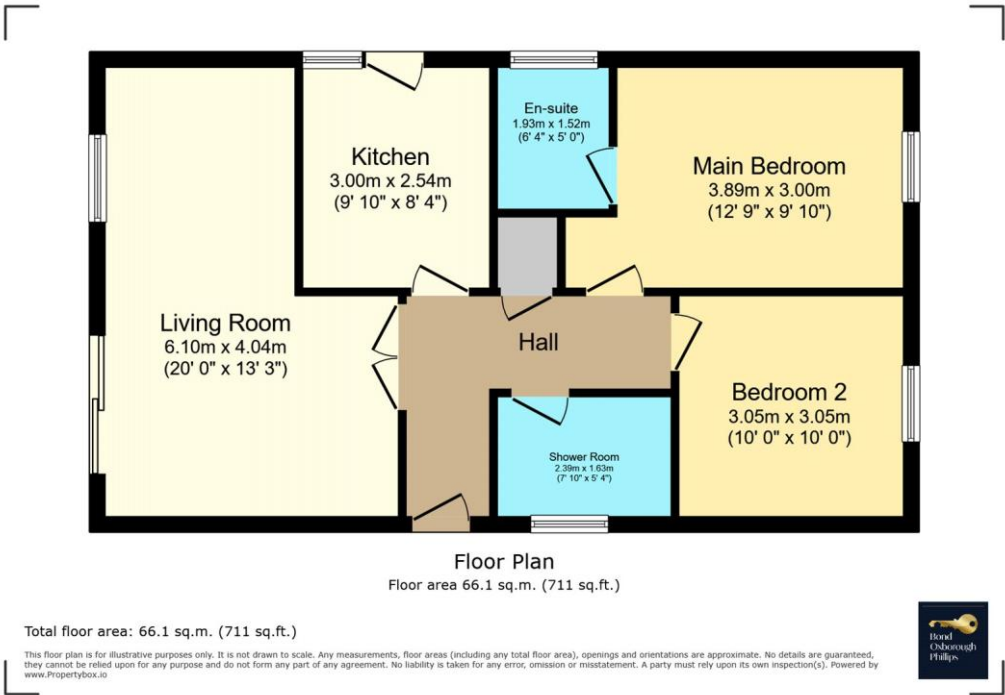 En-suite
1.93m x 1.52m
(6' 4" x 5' 0")
Kitchen
3.00m x 2.54m
(9' 10" x 8' 4")
Main Bedroom
3.89m x 3.00m
(12' 9" x 9' 10")
Living Room
6.10m x 4.04m
(20' 0" x 13' 3")
Hall
Bedroom 2
3.05m x 3.05m
(10' 0" x 10' 0")
Shower Room
2.39m x 1.63m
(7' 10" x 5' 4")
Floor Plan
Floor area 66.1 sq.m. (711 sq.ft.)
Total floor area: 66.1 sq.m. (711 sq.ft.)
This floor plan is for illustrative purposes only. It is not drawn to scale. Any measurements, floor areas (including any total floor area), openings and orientations are approximate. No details are guaranteed,
they cannot be relied upon for any purpose and do not form any part of any agreement. No liability is taken for any error, omission or misstatement. A party must rely upon its own inspection(s). Powered by
www.Propertybox.io
Bond
Oxborough
Phillips